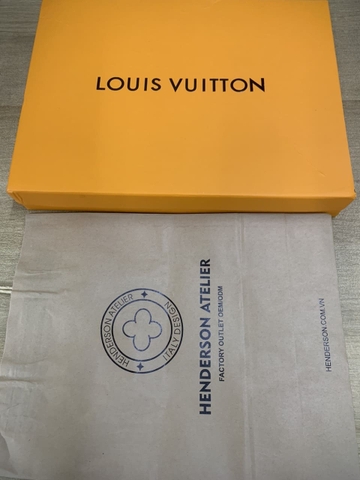 LOUIS VUITTON
HENDERSON ATELIER
ITALY DESIGN
HENDERSON ATELIER
FACTORY OUTLET OEM/ODM
HENDERSON.COM.VN